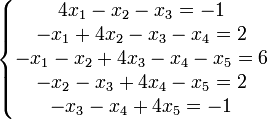 4x₁ − x₂ − x₃ = −1
−x₁ + 4x₂ − x₃ − x₄ = 2
−x₁ − x₂ + 4x₃ − x₄ − x₅ = 6
−x₂ − x₃ + 4x₄ − x₅ = 2
−x₃ − x₄ + 4x₅ = −1